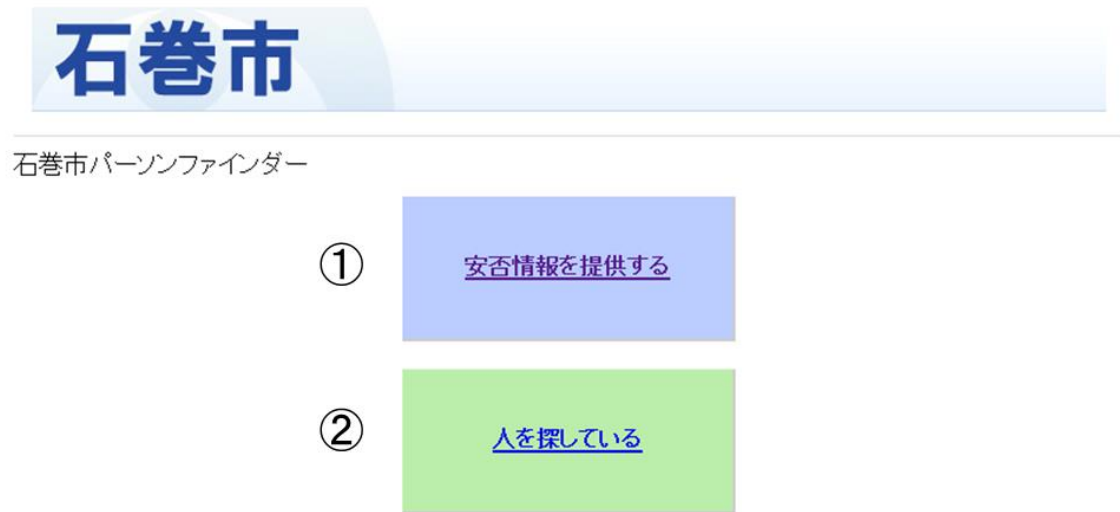 石巻市
石巻市パーソンファインダー
① 安否情報を提供する
② 人を探している